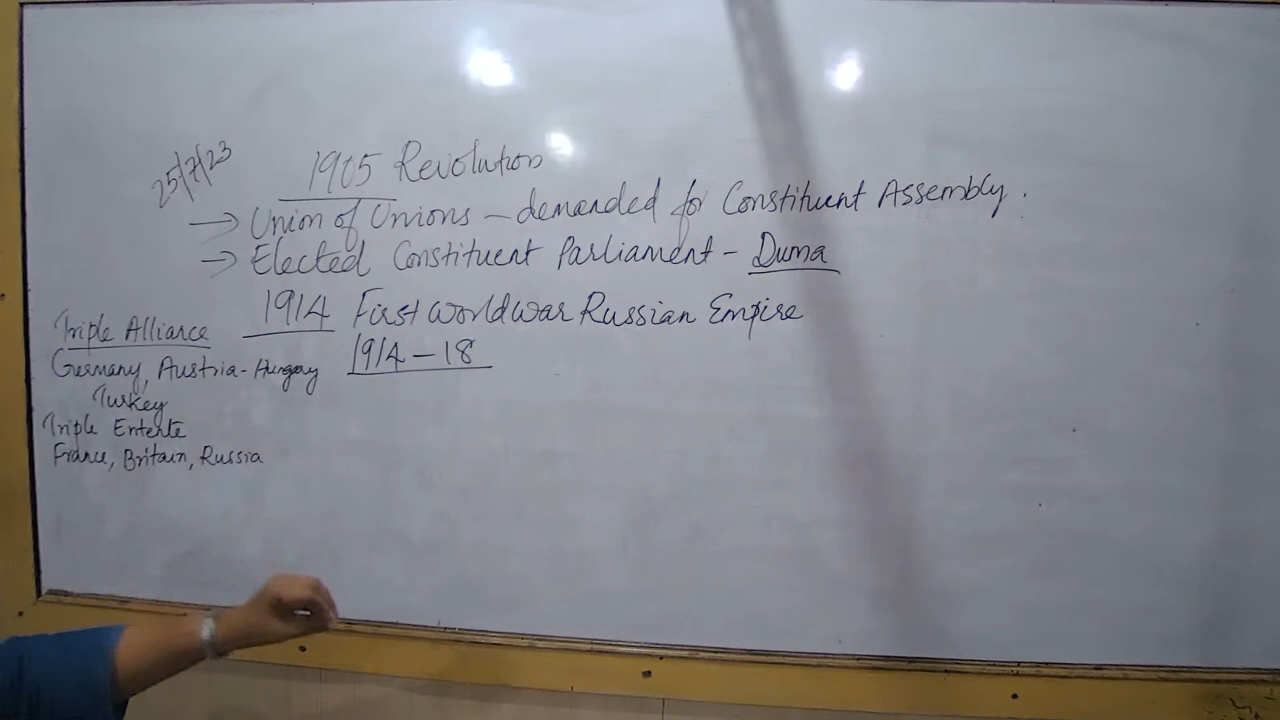 25/7/23
1905 Revolution
→ Union of Unions – demanded for Constituent Assembly.
→ Elected Constituent Parliament – Duma
1914 First World War Russian Empire
1914 – 18
Triple Alliance
Germany, Austria-Hungary
Turkey
Triple Entente
France, Britain, Russia